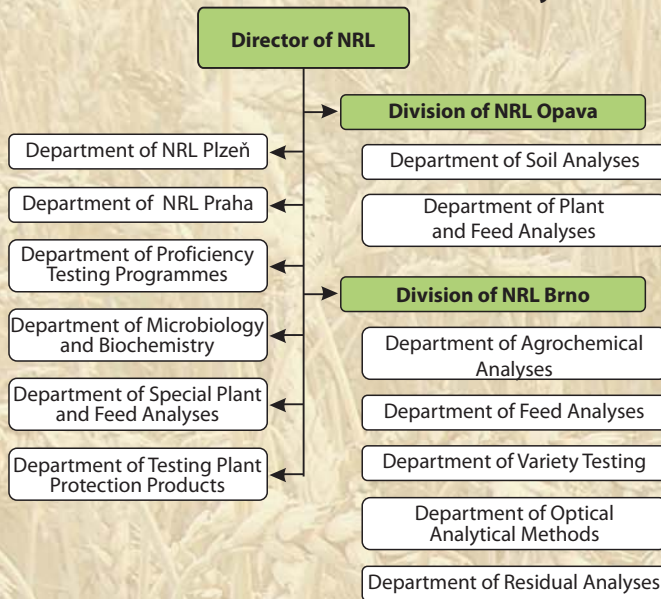 Director of NRL
Division of NRL Opava
Department of NRL Plzeň
Department of Soil Analyses
Department of NRL Praha
Department of Plant
and Feed Analyses
Department of Proficiency
Testing Programmes
Division of NRL Brno
Department of Microbiology
and Biochemistry
Department of Agrochemical
Analyses
Department of Special Plant
and Feed Analyses
Department of Feed Analyses
Department of Testing Plant
Protection Products
Department of Variety Testing
Department of Optical
Analytical Methods
Department of Residual Analyses